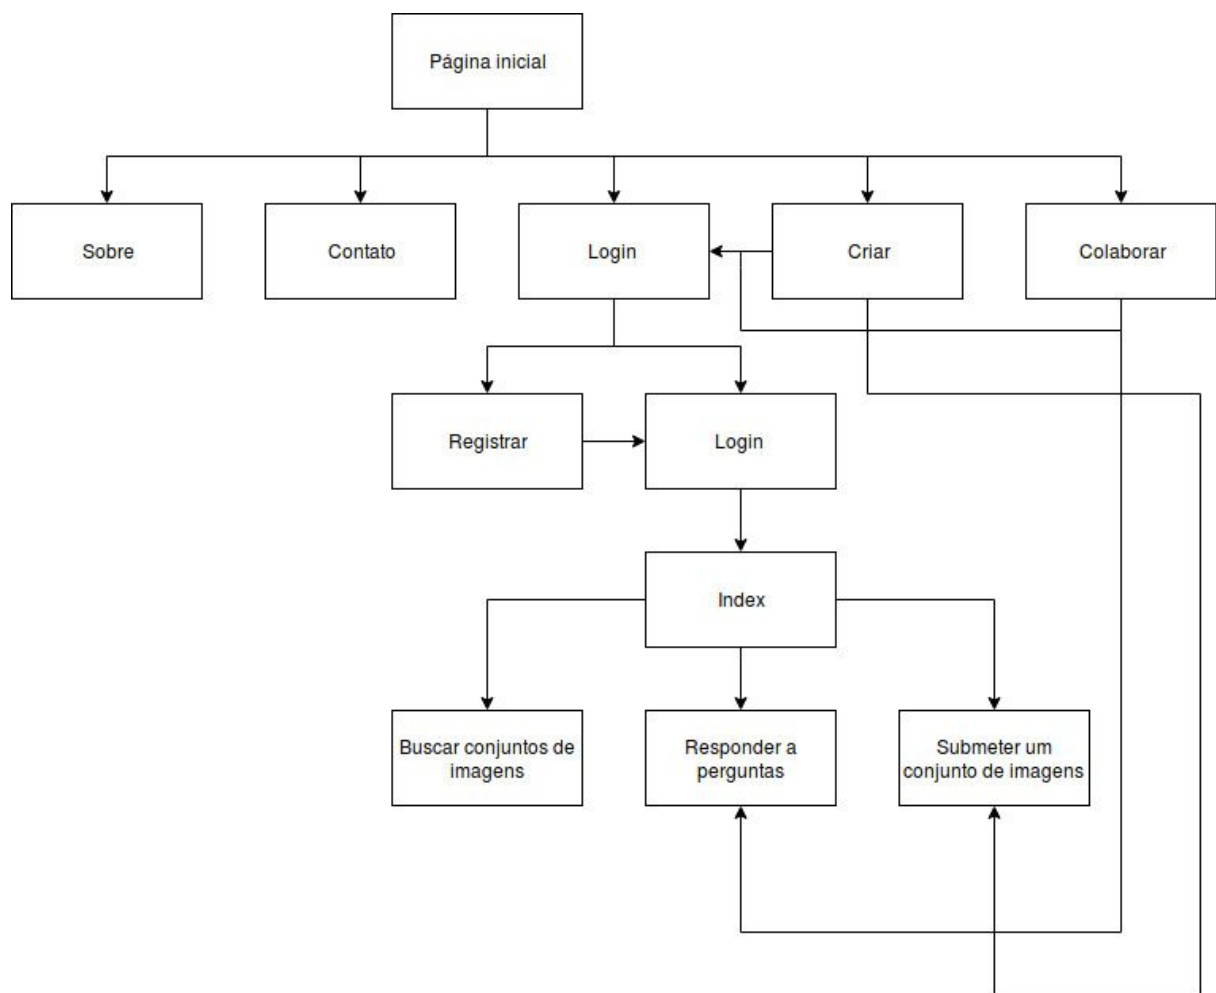 Página inicial
Sobre
Contato
Login
Criar
Colaborar
Registrar
Login
Index
Buscar conjuntos de
imagens
Responder a
perguntas
Submeter um
conjunto de imagens